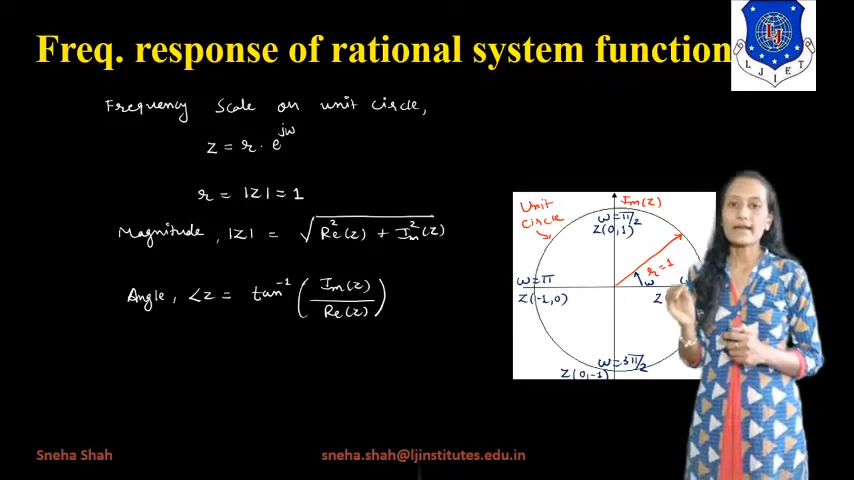 Freq. response of rational system function
LJIET
Frequency Scale on unit circle,
z = r . e^jω
r = |z| = 1
Magnitude, |z| = √(Re²(z) + Im²(z))
Angle, ∠z = tan⁻¹ (Im(z) / Re(z))
Unit circle
Im(z)
ω=π/2
z(0,1)
r=1
ω
ω=π
z(-1,0)
ω=3π/2
z(0,-1)
Sneha Shah
sneha.shah@ljinstitutes.edu.in